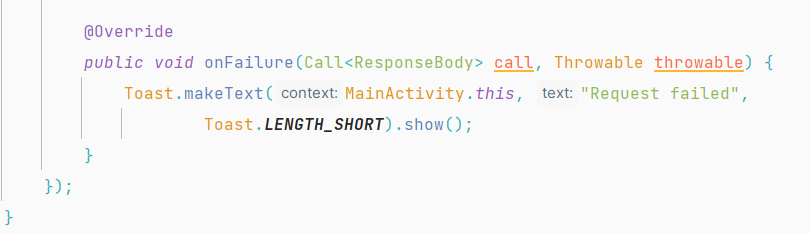 @Override
public void onFailure(Call<ResponseBody> call, Throwable throwable) {
Toast.makeText( context: MainActivity.this, text: "Request failed",
Toast.LENGTH_SHORT).show();
}
});
}